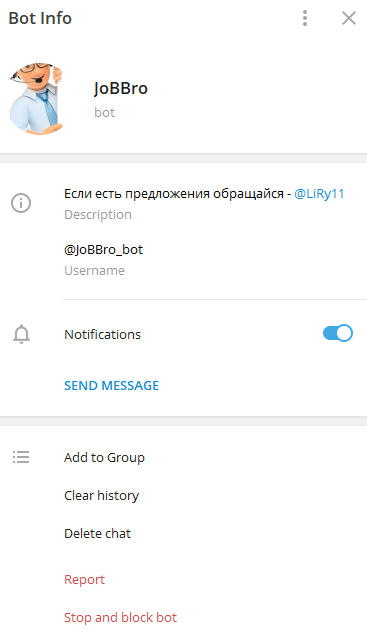 Bot Info
JoBBro
bot
Если есть предложения обращайся - @LiRy11
Description
@JoBBro_bot
Username
Notifications
SEND MESSAGE
Add to Group
Clear history
Delete chat
Report
Stop and block bot